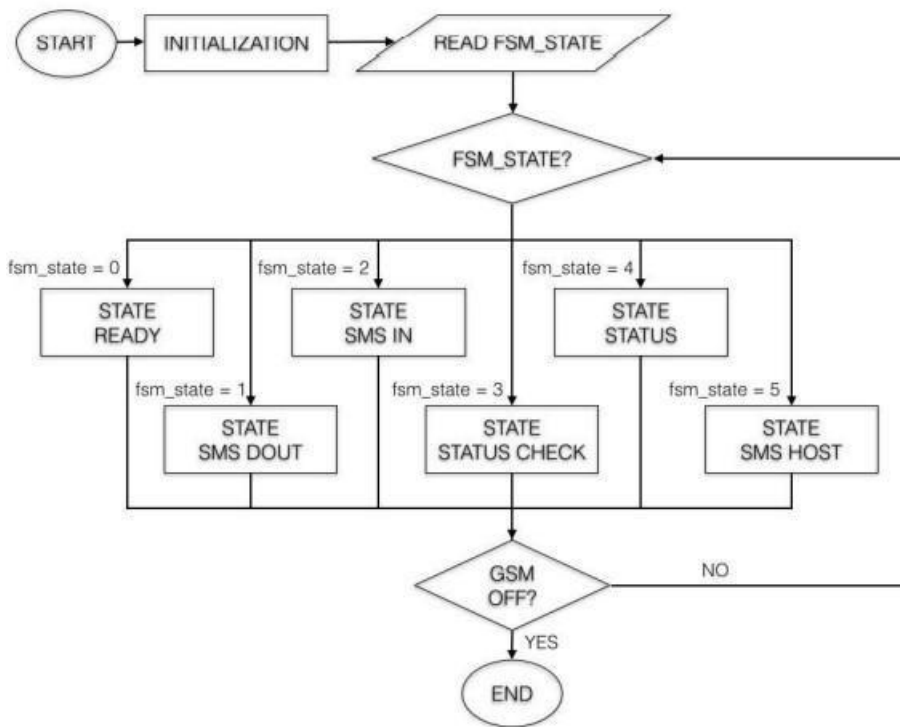 START
INITIALIZATION
READ FSM_STATE
FSM_STATE?
fsm_state = 0
fsm_state = 2
fsm_state = 4
STATE
READY
STATE
SMS IN
STATE
STATUS
fsm_state = 1
fsm_state = 3
fsm_state = 5
STATE
SMS DOUT
STATE
STATUS CHECK
STATE
SMS HOST
GSM
OFF?
NO
YES
END